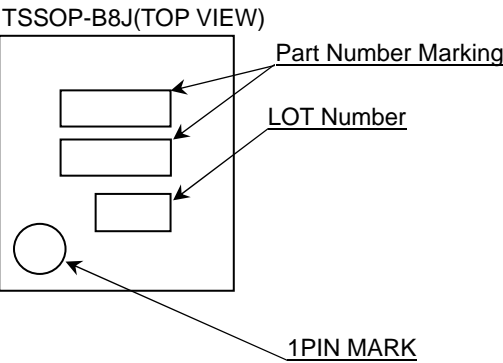 TSSOP-B8J(TOP VIEW)
Part Number Marking
LOT Number
1PIN MARK